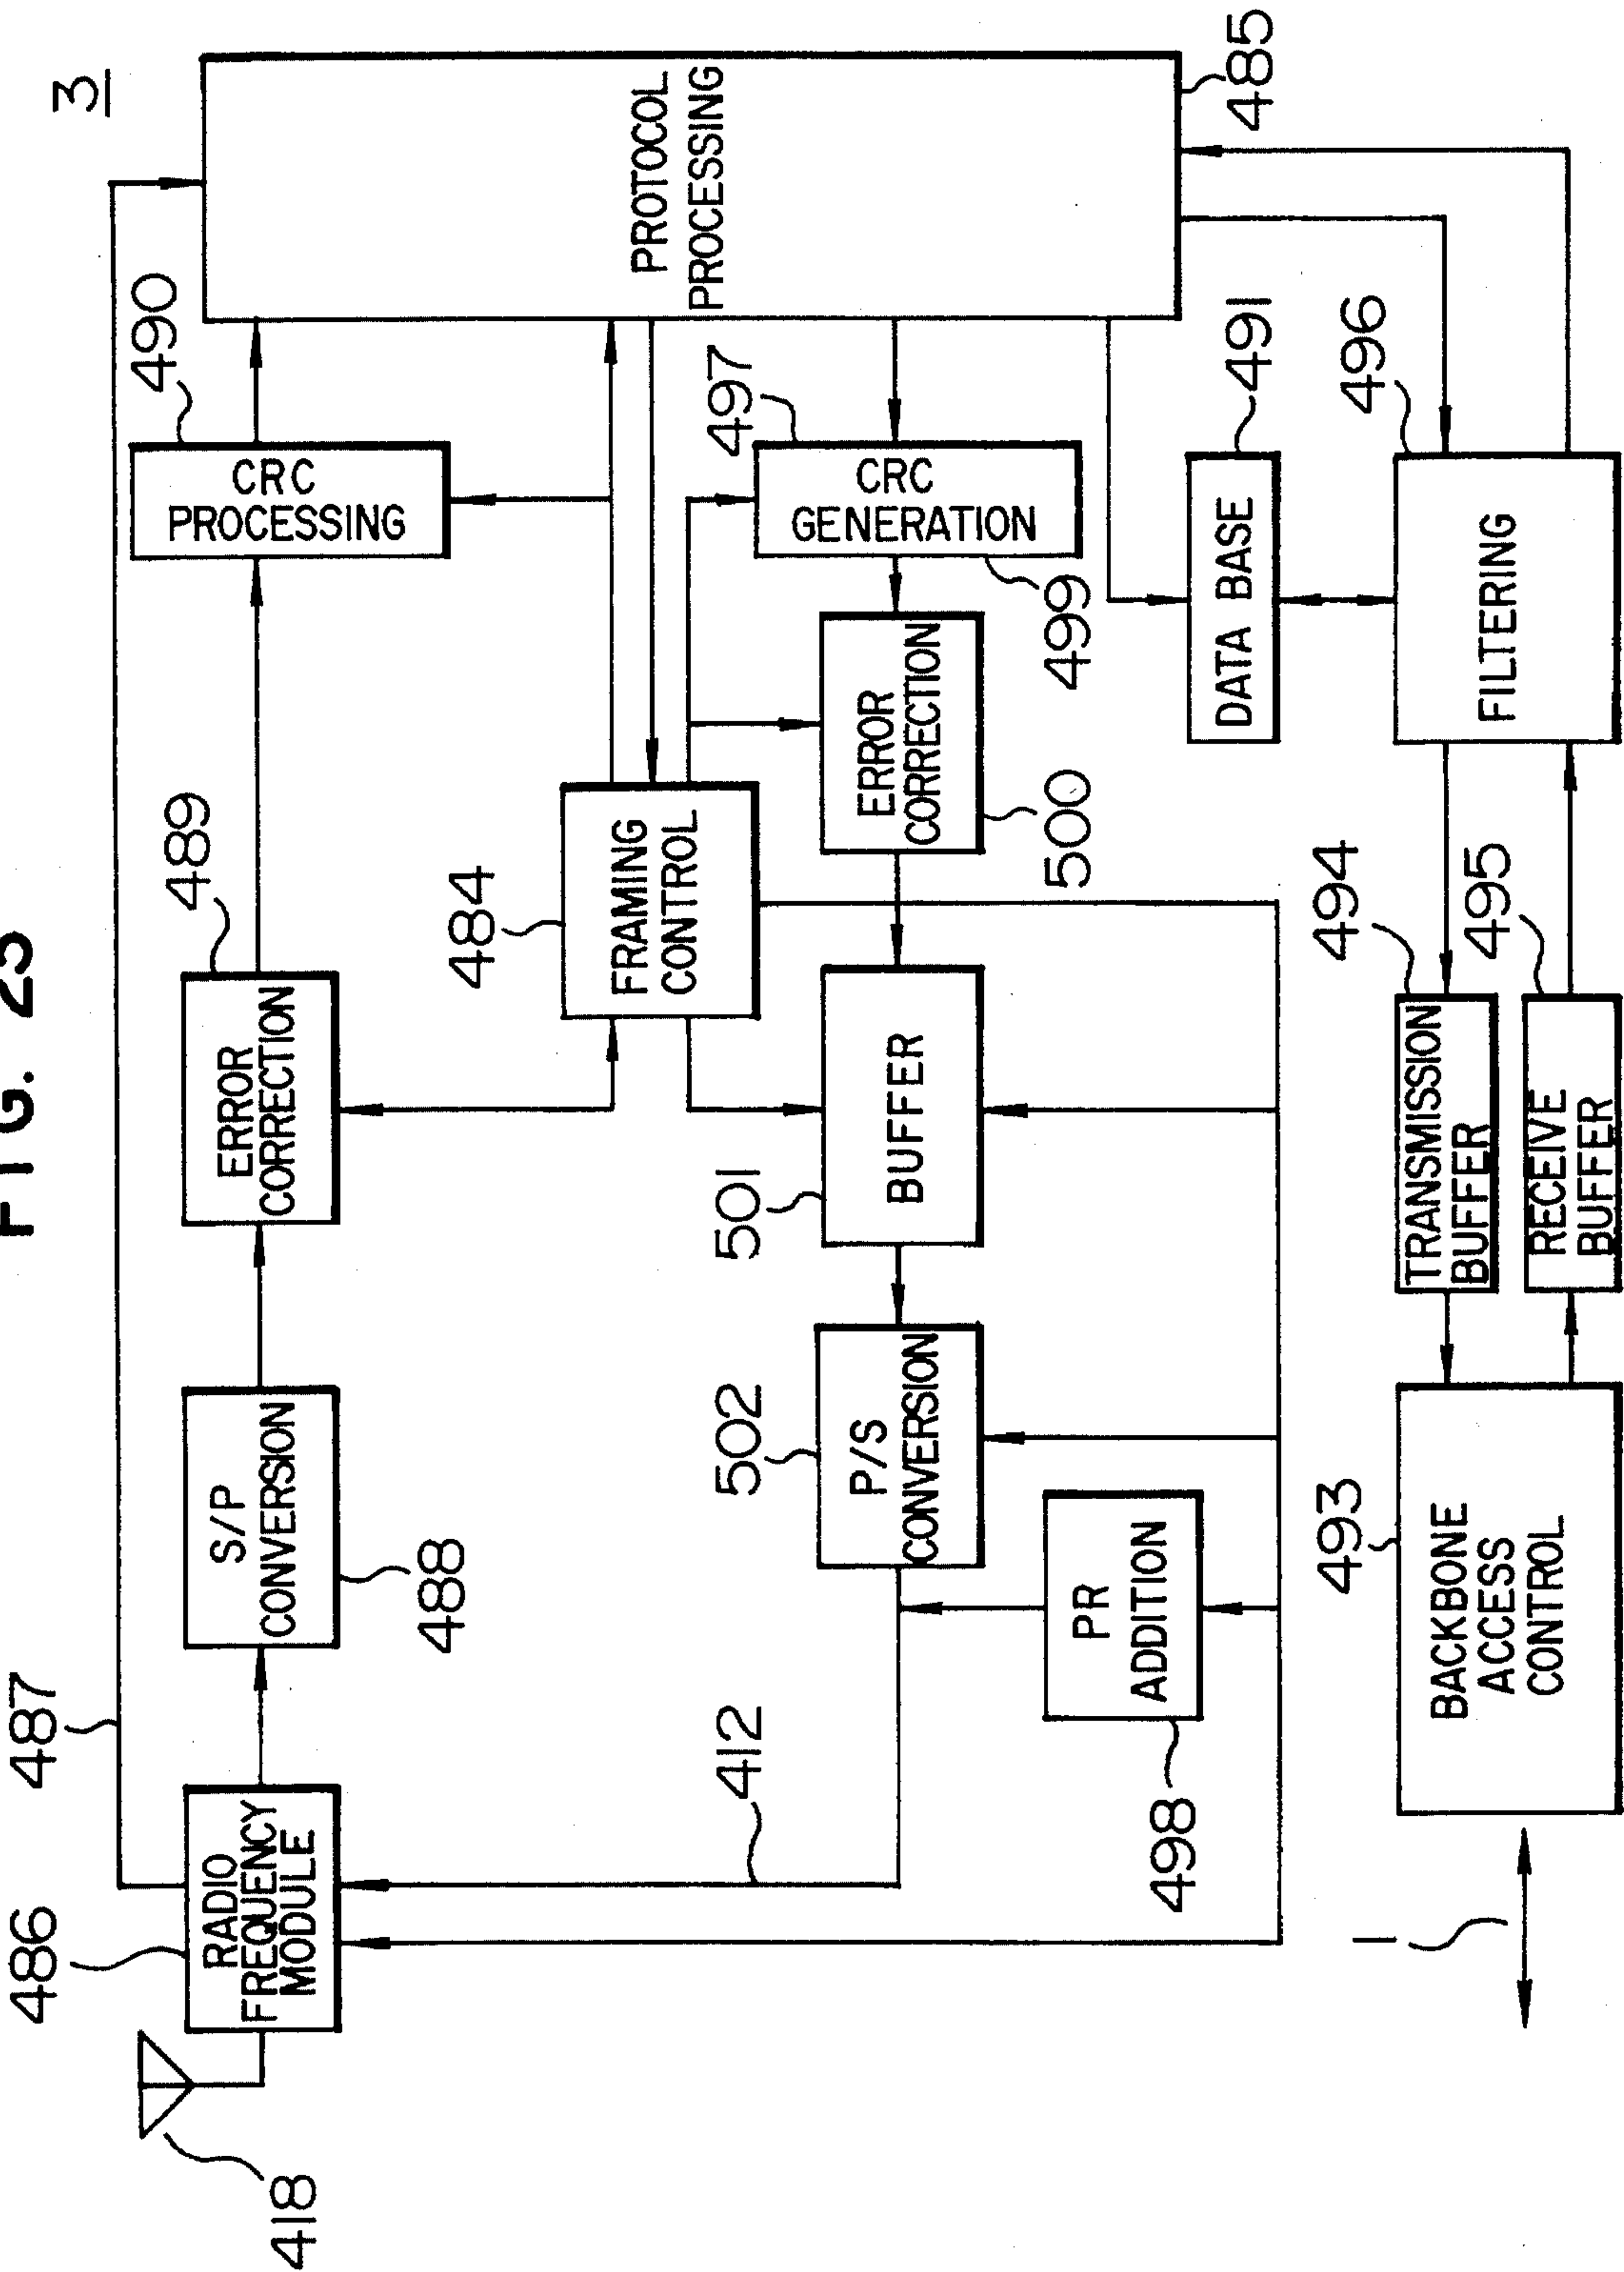 FIG.
3
486
487
489
490
418
RADIO
FREQUENCY
MODULE
S/P
CONVERSION
ERROR
CORRECTION
CRC
PROCESSING
488
484
FRAMING
CONTROL
PROTOCOL
PROCESSING
412
502
501
497
P/S
CONVERSION
BUFFER
ERROR
CORRECTION
CRC
GENERATION
500
499
PR
ADDITION
498
DATA BASE
491
485
1
493
494
496
BACKBONE
ACCESS
CONTROL
TRANSMISSION
BUFFER
495
RECEIVE
BUFFER
FILTERING